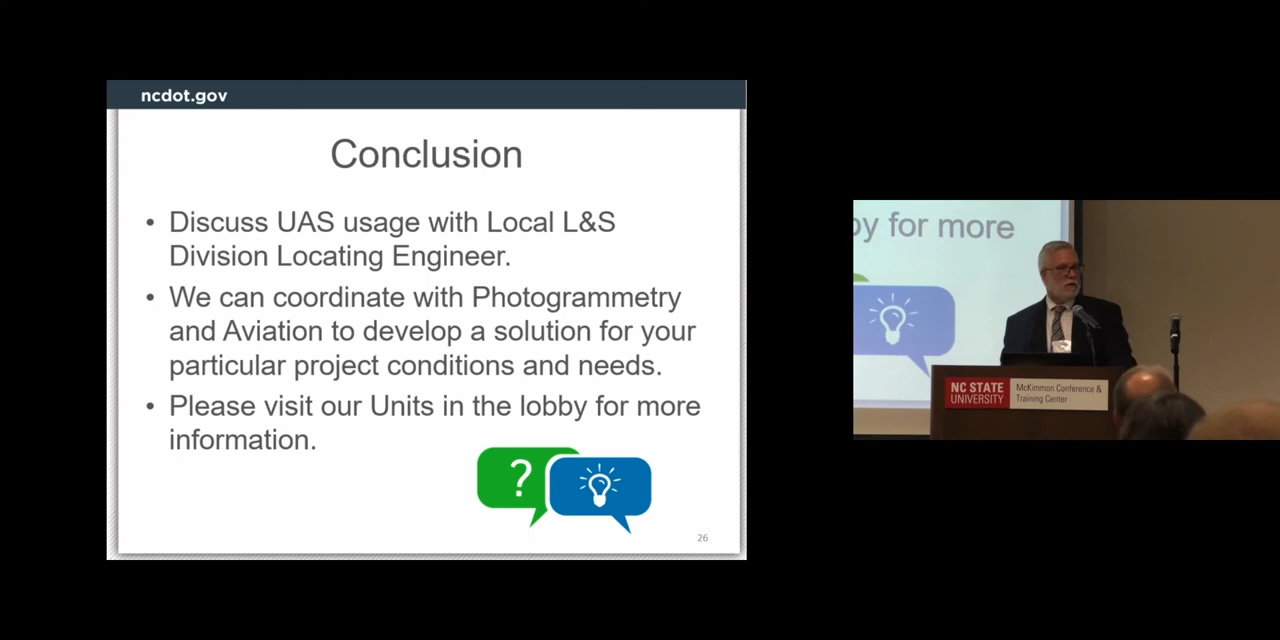 ncdot.gov
Conclusion
• Discuss UAS usage with Local L&S
Division Locating Engineer.
• We can coordinate with Photogrammetry
and Aviation to develop a solution for your
particular project conditions and needs.
• Please visit our Units in the lobby for more
information.
?
26
by for more
NC STATE
UNIVERSITY
McKimmon Conference &
Training Center